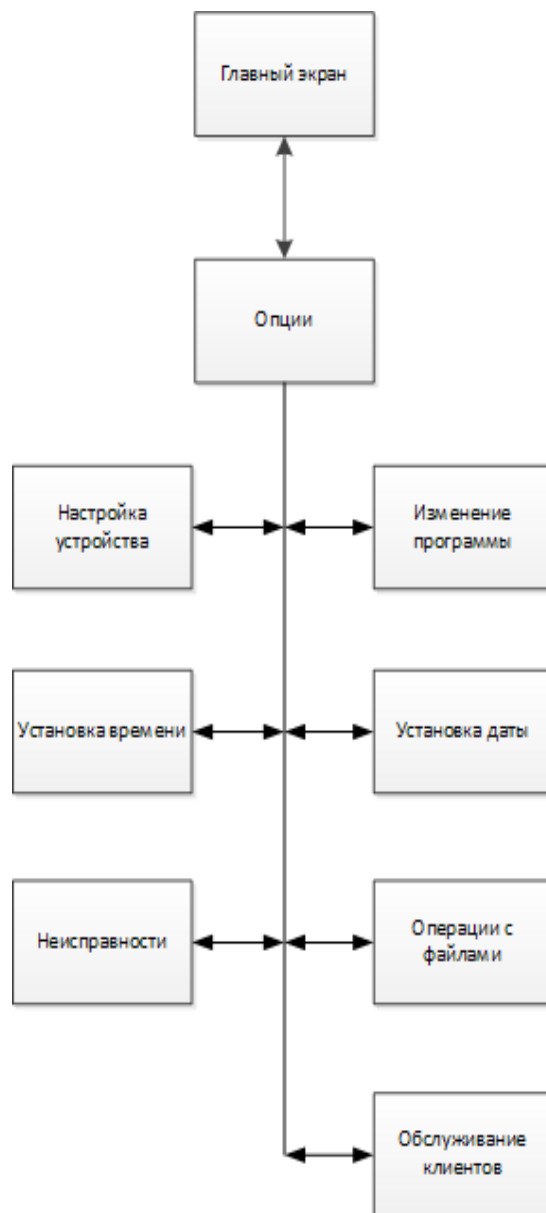 Главный экран
Опции
Настройка
устройства
Изменение
программы
Установка времени
Установка даты
Неисправности
Операции с
файлами
Обслуживание
клиентов